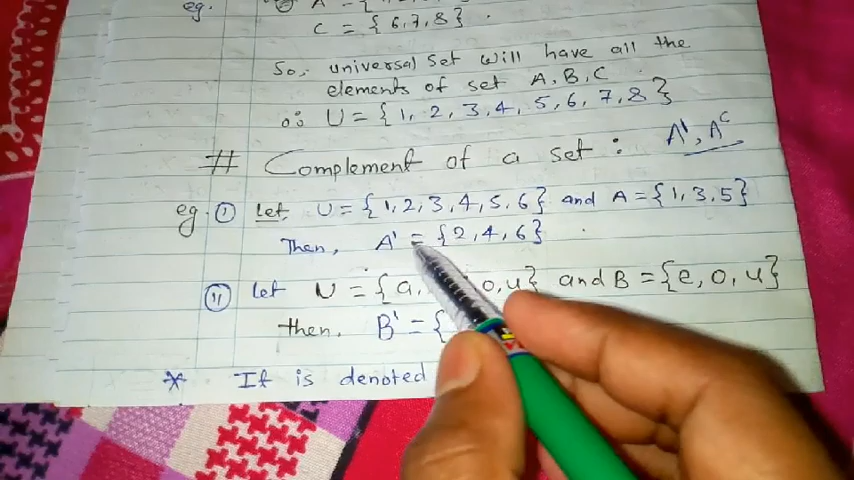 eg.
C = {6,7,8}.
So, universal set will have all the
elements of set A, B, C
∴ U = {1, 2, 3, 4, 5, 6, 7, 8}
# Complement of a set : A', Aᶜ
eg. (i) Let, U = {1,2,3,4,5,6} and A = {1,3,5}
Then, A' = {2,4,6}
(ii) Let U = {a, o,u} and B = {e, o, u}
then, B' = {
* It is denoted